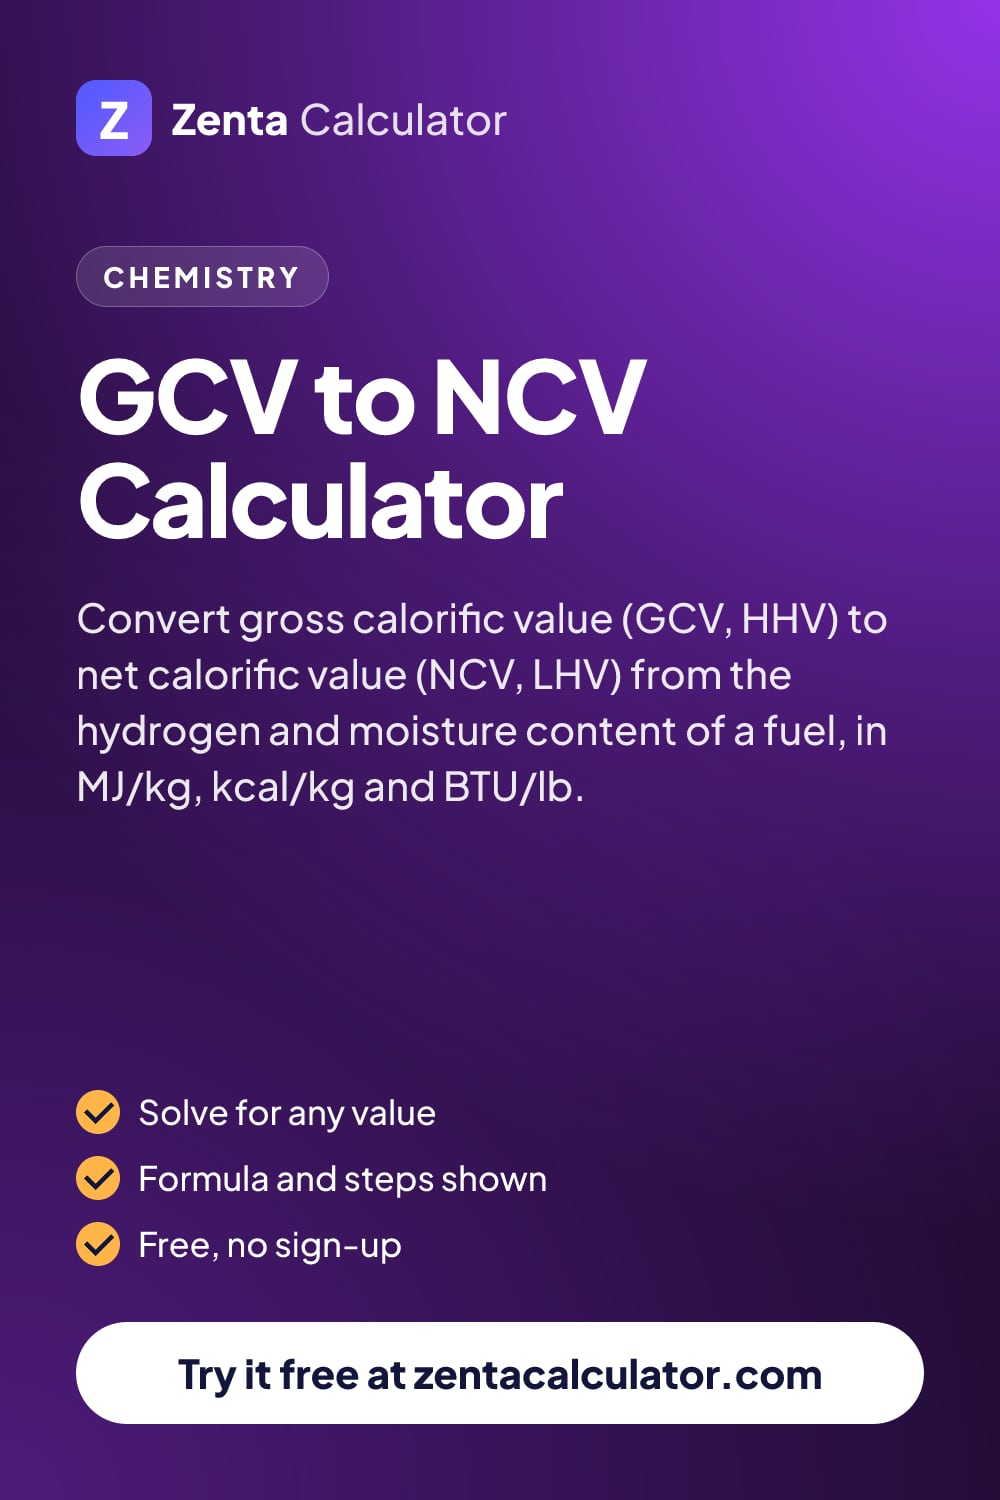 Z Zenta Calculator
CHEMISTRY
GCV to NCV
Calculator
Convert gross calorific value (GCV, HHV) to
net calorific value (NCV, LHV) from the
hydrogen and moisture content of a fuel, in
MJ/kg, kcal/kg and BTU/lb.
Solve for any value
Formula and steps shown
Free, no sign-up
Try it free at zentacalculator.com